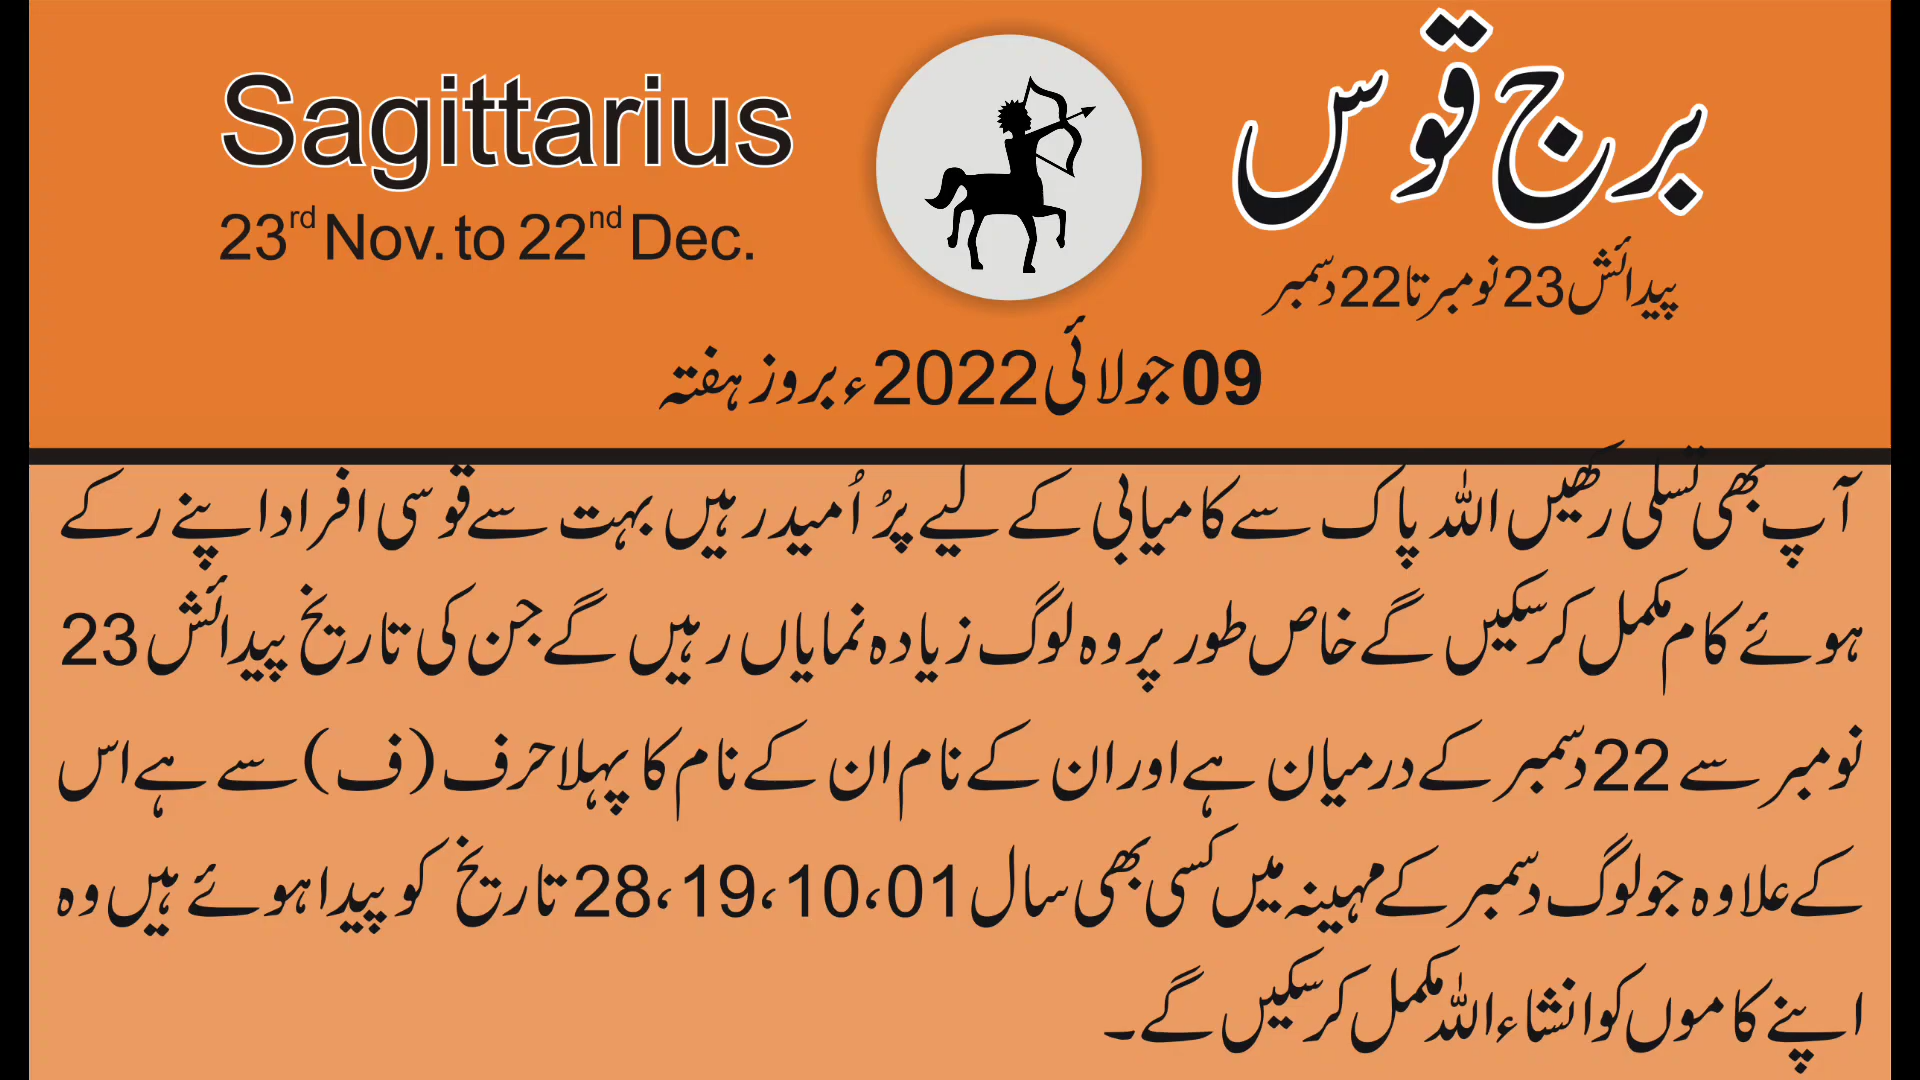 Sagittarius
23rd Nov. to 22nd Dec.
برج قوس
پیدائش 23 نومبر تا 22 دسمبر
09 جولائی 2022ء بروز ہفتہ
آپ بھی تسلی رکھیں اللہ پاک سے کامیابی کے لیے پرُ اُمید رہیں بہت سے قوسی افراد اپنے رکے
ہوئے کام مکمل کرسکیں گے خاص طور پر وہ لوگ زیادہ نمایاں رہیں گے جن کی تاریخ پیدائش 23
نومبر سے 22 دسمبر کے درمیان ہے اور ان کے نام ان کے نام کا پہلا حرف (ف) سے ہے اس
کے علاوہ جو لوگ دسمبر کے مہینہ میں کسی بھی سال 01، 10، 19، 28 تاریخ کو پیدا ہوئے ہیں وہ
اپنے کاموں کو انشاء اللہ مکمل کرسکیں گے۔